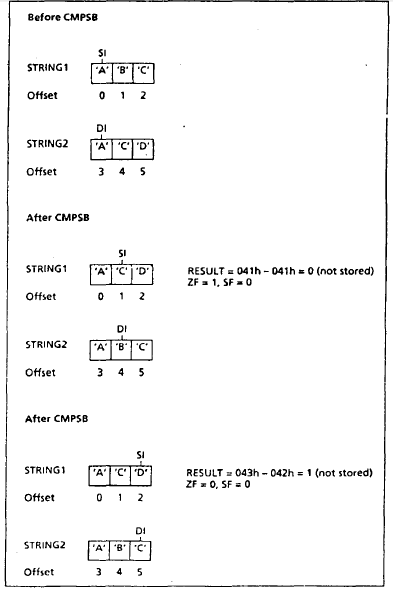 Before CMPSB
SI
STRING1 'A' 'B' 'C'
Offset 0 1 2
DI
STRING2 'A' 'C' 'D'
Offset 3 4 5
After CMPSB
SI
STRING1 'A' 'C' 'D' RESULT = 041h – 041h = 0 (not stored)
ZF = 1, SF = 0
Offset 0 1 2
DI
STRING2 'A' 'B' 'C'
Offset 3 4 5
After CMPSB
SI
STRING1 'A' 'C' 'D' RESULT = 043h – 042h = 1 (not stored)
ZF = 0, SF = 0
Offset 0 1 2
DI
STRING2 'A' 'B' 'C'
Offset 3 4 5